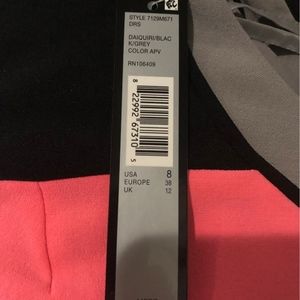 STYLE 7129M671
DRS
DAIQUIRI/BLAC
K/GREY
COLOR APV
RN106409
8 22992 67310 5
USA 8
EUROPE 38
UK 12